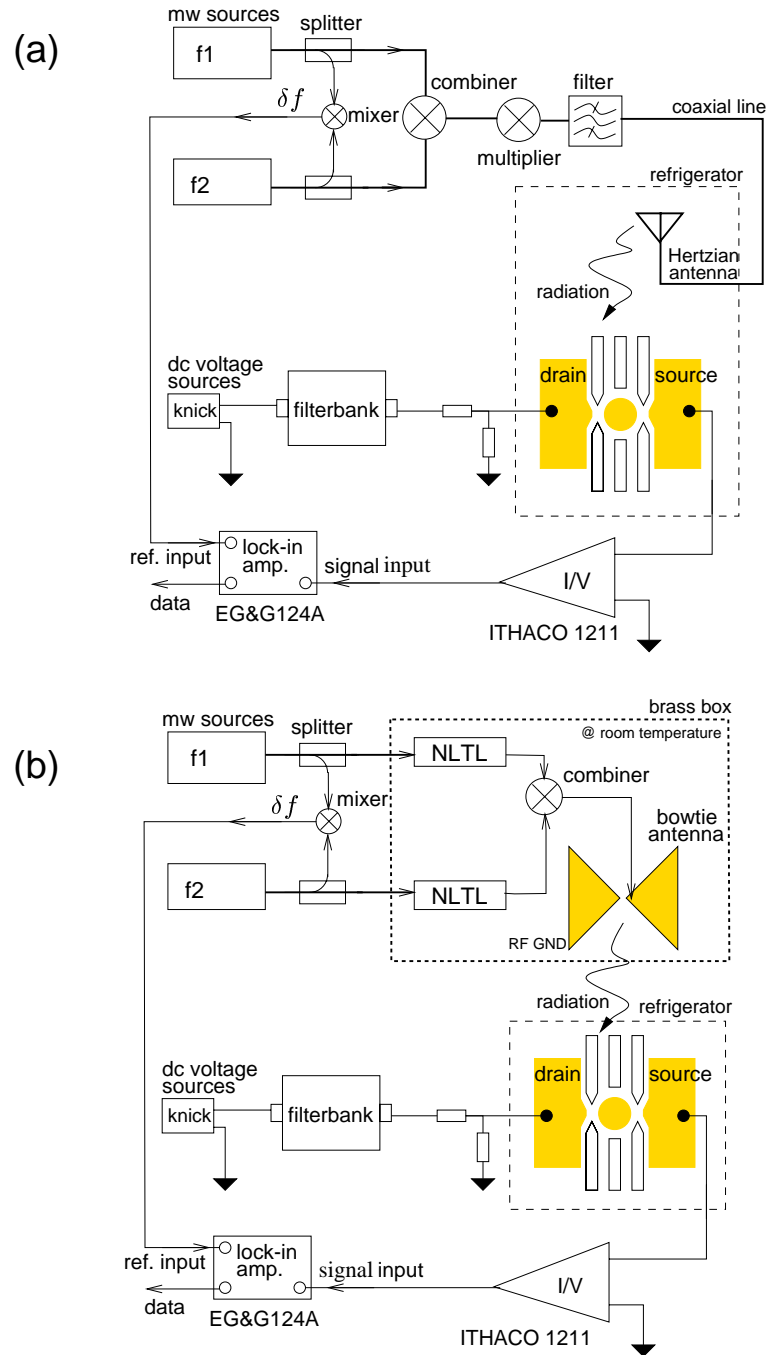 (a)
mw sources
splitter
f1
combiner
filter
δf
mixer
coaxial line
multiplier
f2
refrigerator
Hertzian
antenna
radiation
dc voltage
sources
drain
source
knick
filterbank
ref. input
lock-in
amp.
signal input
I/V
data
EG&G124A
ITHACO 1211
(b)
brass box
mw sources
splitter
@ room temperature
f1
NLTL
combiner
δf
mixer
bowtie
antenna
f2
NLTL
RF GND
radiation
refrigerator
dc voltage
sources
drain
source
knick
filterbank
ref. input
lock-in
amp.
signal input
I/V
data
EG&G124A
ITHACO 1211